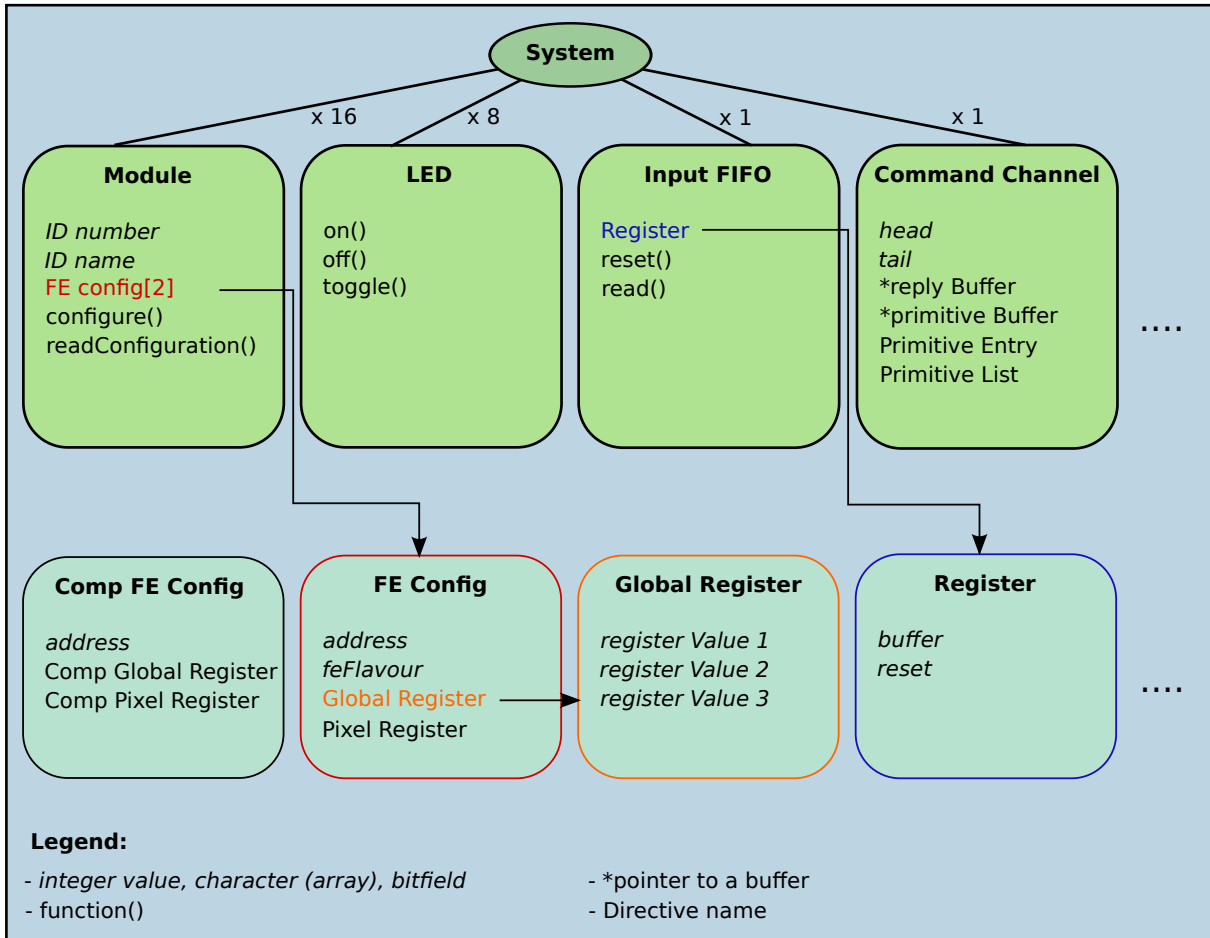 System
x 16
x 8
x 1
x 1
Module
ID number
ID name
FE config[2]
configure()
readConfiguration()
LED
on()
off()
toggle()
Input FIFO
Register
reset()
read()
Command Channel
head
tail
*reply Buffer
*primitive Buffer
Primitive Entry
Primitive List
....
Comp FE Config
address
Comp Global Register
Comp Pixel Register
FE Config
address
feFlavour
Global Register
Pixel Register
Global Register
register Value 1
register Value 2
register Value 3
Register
buffer
reset
....
Legend:
- integer value, character (array), bitfield
- function()
- *pointer to a buffer
- Directive name